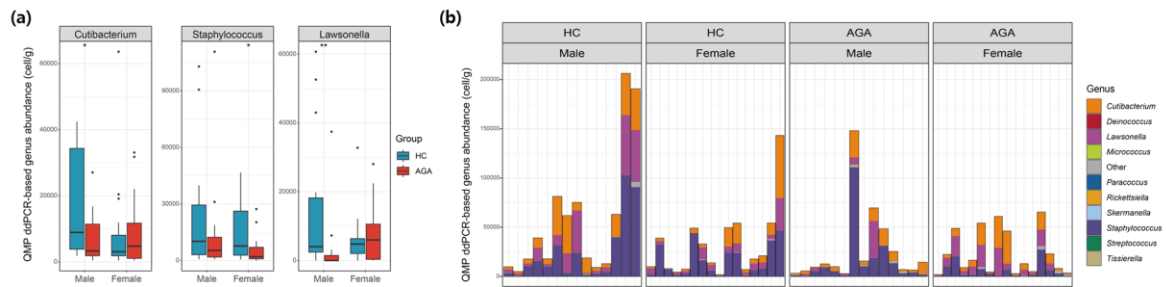 (a)
Cutibacterium
Staphylococcus
Lawsonella
QMP ddPCR-based genus abundance (cell/g)
60000
40000
20000
0
*
90000
60000
30000
0
*
60000
40000
20000
0
**
Male Female
Male Female
Male Female
Group
HC
AGA
(b)
HC
HC
AGA
AGA
Male
Female
Male
Female
QMP ddPCR-based genus abundance (cell/g)
200000
150000
100000
50000
0
Genus
Cutibacterium
Deinococcus
Lawsonella
Micrococcus
Other
Paracoccus
Rickettsiella
Skermanella
Staphylococcus
Streptococcus
Tissierella